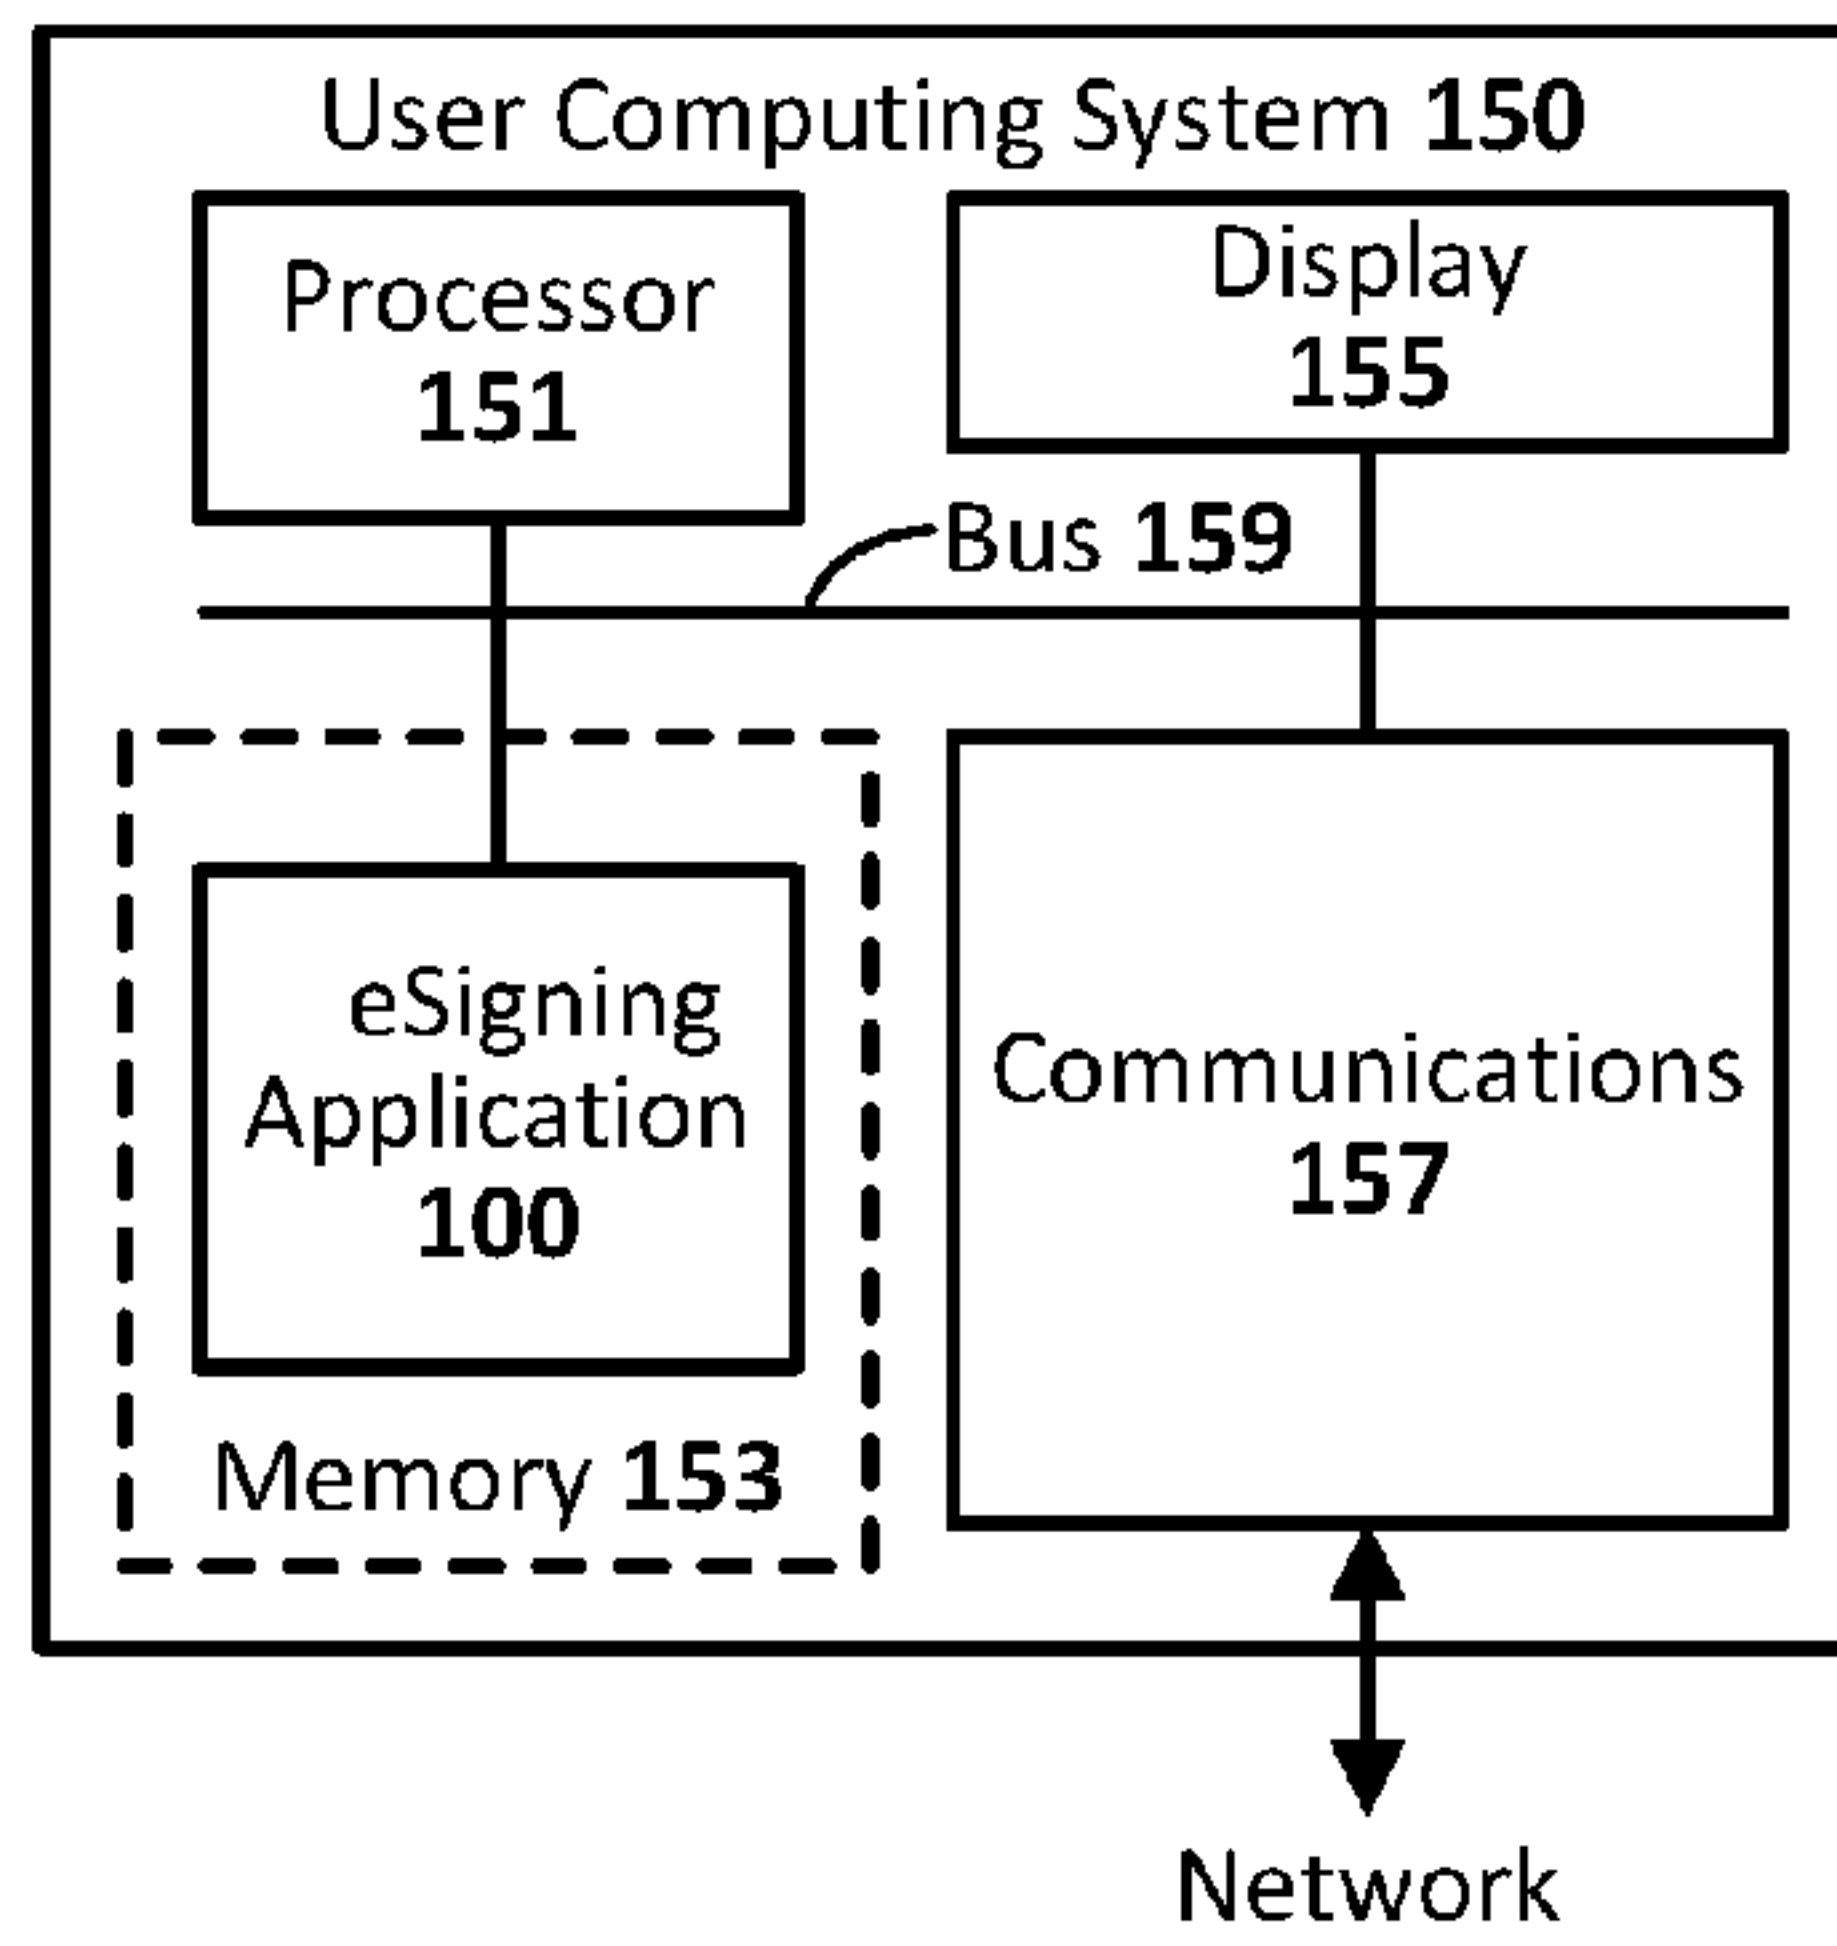 User Computing System 150
Processor
151
Display
155
Bus 159
eSigning
Application
100
Memory 153
Communications
157
Network